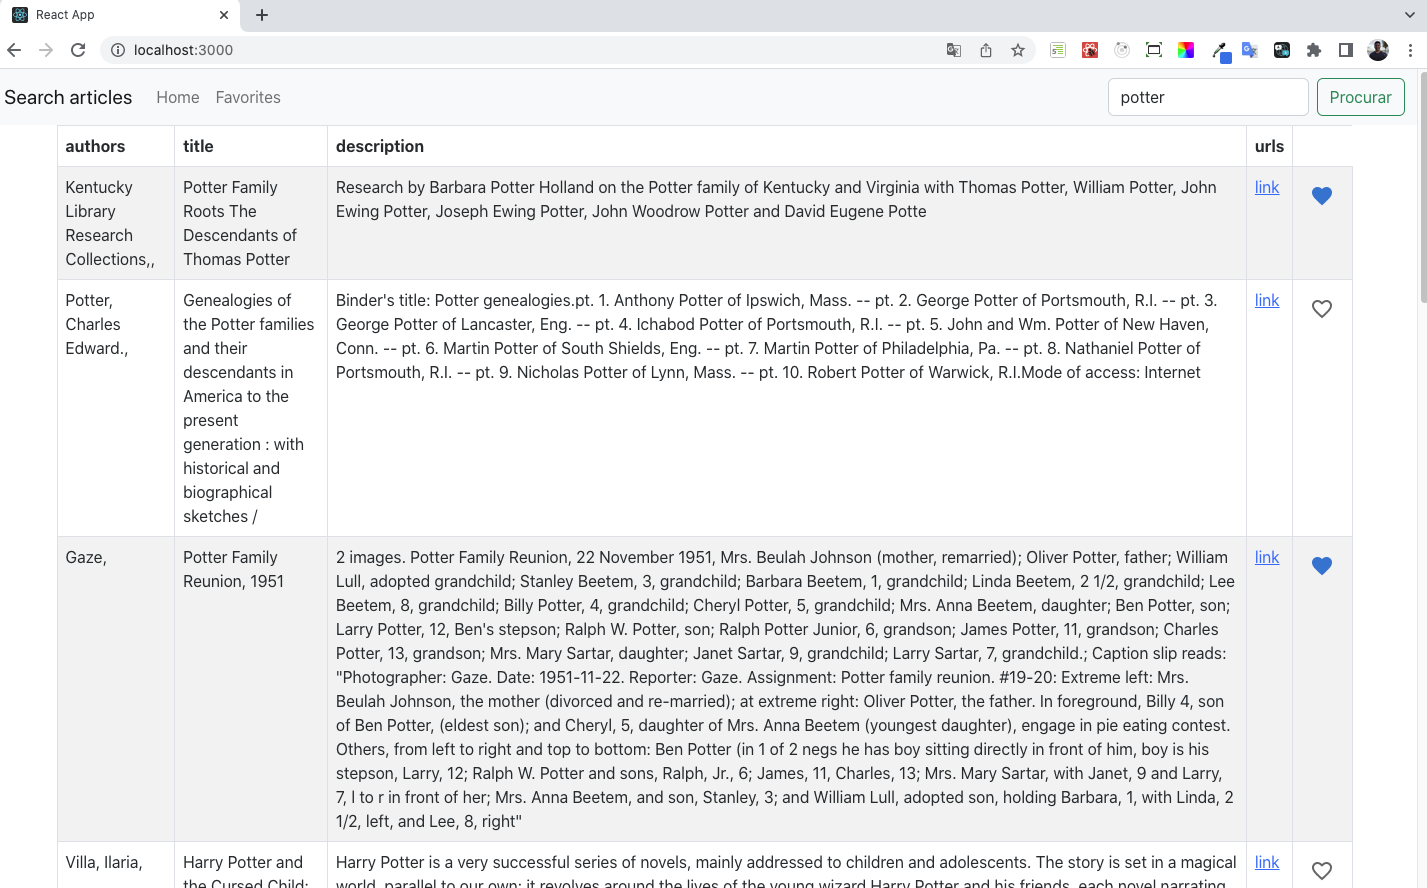 React App
localhost:3000
Search articles Home Favorites potter Procurar
authors title description urls
Kentucky
Library
Research
Collections,,
Potter Family
Roots The
Descendants of
Thomas Potter
Research by Barbara Potter Holland on the Potter family of Kentucky and Virginia with Thomas Potter, William Potter, John
Ewing Potter, Joseph Ewing Potter, John Woodrow Potter and David Eugene Potte
link
Potter,
Charles
Edward.,
Genealogies of
the Potter families
and their
descendants in
America to the
present
generation : with
historical and
biographical
sketches /
Binder's title: Potter genealogies.pt. 1. Anthony Potter of Ipswich, Mass. -- pt. 2. George Potter of Portsmouth, R.I. -- pt. 3.
George Potter of Lancaster, Eng. -- pt. 4. Ichabod Potter of Portsmouth, R.I. -- pt. 5. John and Wm. Potter of New Haven,
Conn. -- pt. 6. Martin Potter of South Shields, Eng. -- pt. 7. Martin Potter of Philadelphia, Pa. -- pt. 8. Nathaniel Potter of
Portsmouth, R.I. -- pt. 9. Nicholas Potter of Lynn, Mass. -- pt. 10. Robert Potter of Warwick, R.I.Mode of access: Internet
link
Gaze,
Potter Family
Reunion, 1951
2 images. Potter Family Reunion, 22 November 1951, Mrs. Beulah Johnson (mother, remarried); Oliver Potter, father; William
Lull, adopted grandchild; Stanley Beetem, 3, grandchild; Barbara Beetem, 1, grandchild; Linda Beetem, 2 1/2, grandchild; Lee
Beetem, 8, grandchild; Billy Potter, 4, grandchild; Cheryl Potter, 5, grandchild; Mrs. Anna Beetem, daughter; Ben Potter, son;
Larry Potter, 12, Ben's stepson; Ralph W. Potter, son; Ralph Potter Junior, 6, grandson; James Potter, 11, grandson; Charles
Potter, 13, grandson; Mrs. Mary Sartar, daughter; Janet Sartar, 9, grandchild; Larry Sartar, 7, grandchild.; Caption slip reads:
"Photographer: Gaze. Date: 1951-11-22. Reporter: Gaze. Assignment: Potter family reunion. #19-20: Extreme left: Mrs.
Beulah Johnson, the mother (divorced and re-married); at extreme right: Oliver Potter, the father. In foreground, Billy 4, son
of Ben Potter, (eldest son); and Cheryl, 5, daughter of Mrs. Anna Beetem (youngest daughter), engage in pie eating contest.
Others, from left to right and top to bottom: Ben Potter (in 1 of 2 negs he has boy sitting directly in front of him, boy is his
stepson, Larry, 12; Ralph W. Potter and sons, Ralph, Jr., 6; James, 11, Charles, 13; Mrs. Mary Sartar, with Janet, 9 and Larry,
7, l to r in front of her; Mrs. Anna Beetem, and son, Stanley, 3; and William Lull, adopted son, holding Barbara, 1, with Linda, 2
1/2, left, and Lee, 8, right"
link
Villa, Ilaria,
Harry Potter and
the Cursed Child:
Harry Potter is a very successful series of novels, mainly addressed to children and adolescents. The story is set in a magical
world, parallel to our own: it revolves around the lives of the young wizard Harry Potter and his friends, each novel narrating
link